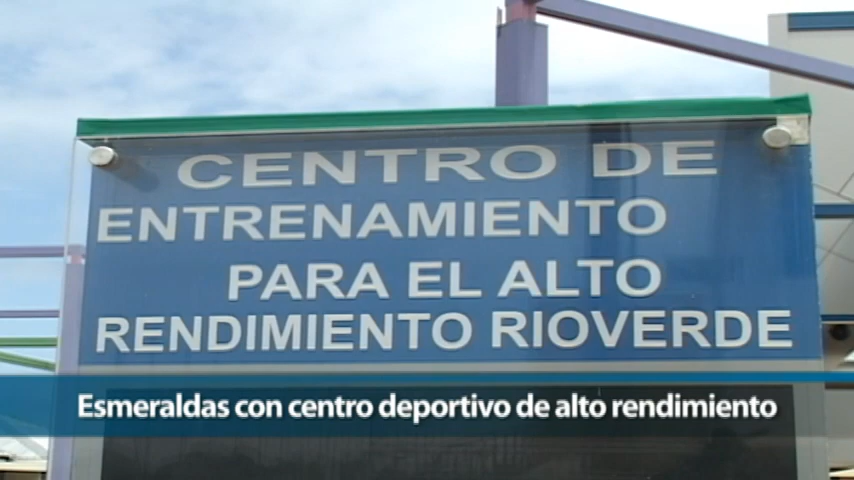 CENTRO DE
ENTRENAMIENTO
PARA EL ALTO
RENDIMIENTO RIOVERDE
Esmeraldas con centro deportivo de alto rendimiento